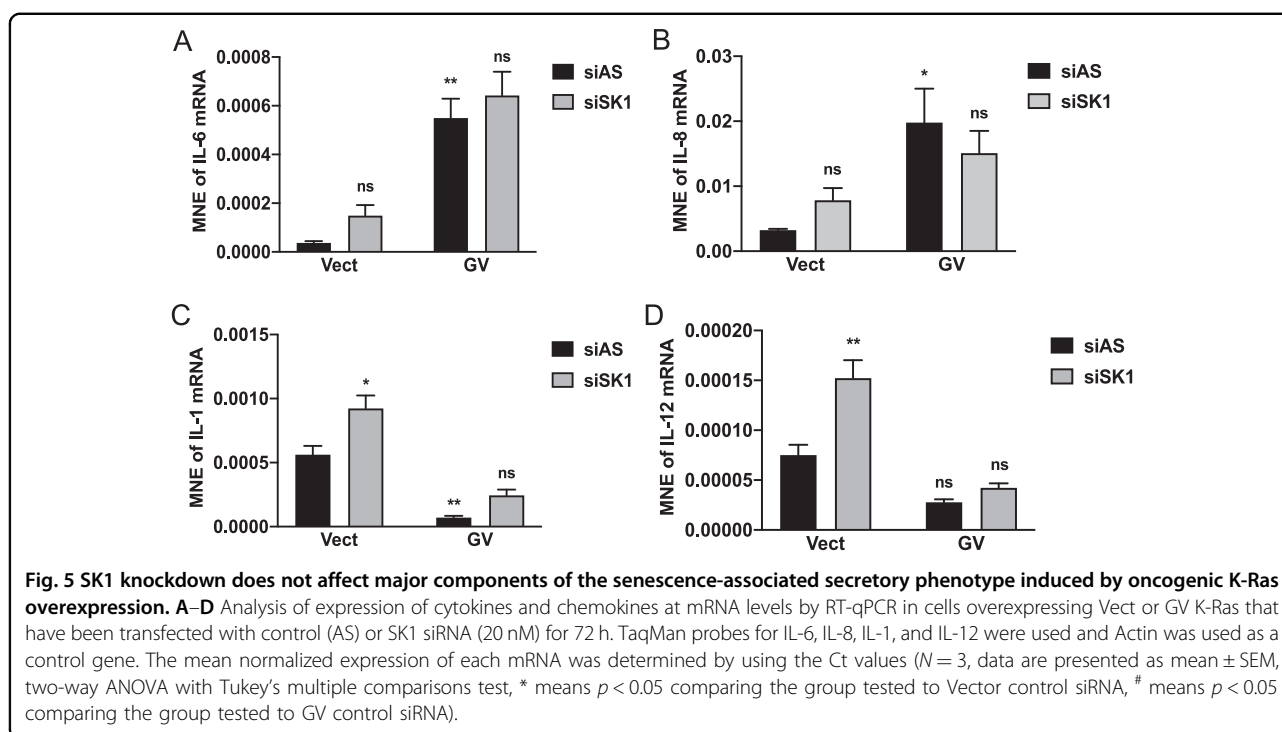 A
MNE of IL-6 mRNA
0.0008
0.0006
0.0004
0.0002
0.0000
ns
**
ns
Vect
GV
siAS
siSK1
B
MNE of IL-8 mRNA
0.03
0.02
0.01
0.00
ns
*
ns
Vect
GV
siAS
siSK1
C
MNE of IL-1 mRNA
0.0015
0.0010
0.0005
0.0000
*
**
ns
Vect
GV
siAS
siSK1
D
MNE of IL-12 mRNA
0.00020
0.00015
0.00010
0.00005
0.00000
**
ns
ns
Vect
GV
siAS
siSK1
Fig. 5 SK1 knockdown does not affect major components of the senescence-associated secretory phenotype induced by oncogenic K-Ras
overexpression. A–D Analysis of expression of cytokines and chemokines at mRNA levels by RT-qPCR in cells overexpressing Vect or GV K-Ras that
have been transfected with control (AS) or SK1 siRNA (20 nM) for 72 h. TaqMan probes for IL-6, IL-8, IL-1, and IL-12 were used and Actin was used as a
control gene. The mean normalized expression of each mRNA was determined by using the Ct values (N = 3, data are presented as mean ± SEM,
two-way ANOVA with Tukey's multiple comparisons test, * means p < 0.05 comparing the group tested to Vector control siRNA, # means p < 0.05
comparing the group tested to GV control siRNA).